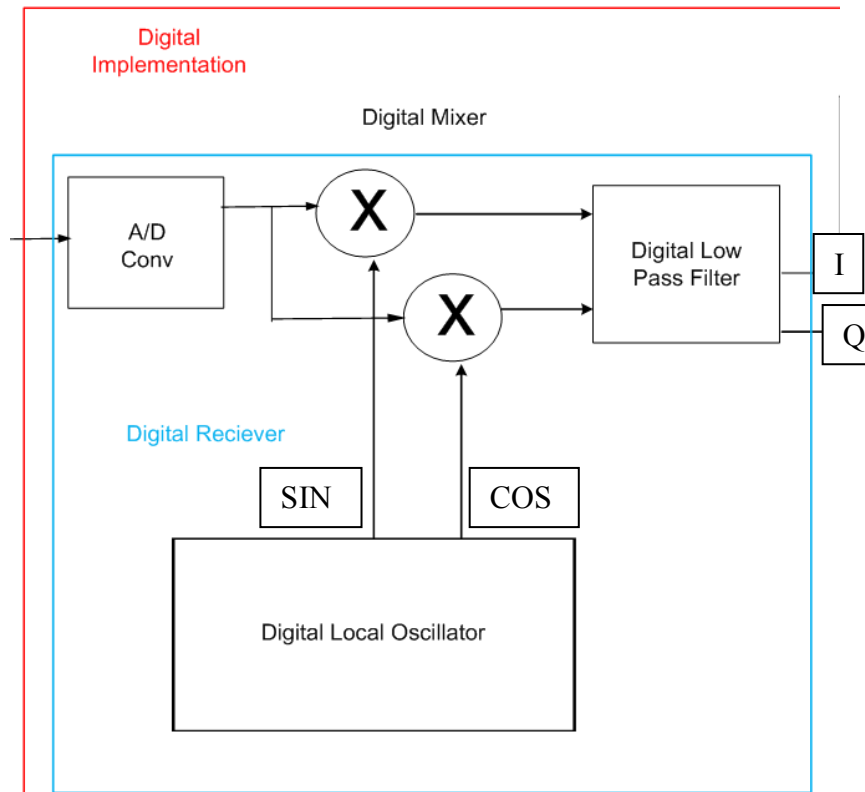 Digital
Implementation
Digital Mixer
A/D
Conv
X
X
Digital Low
Pass Filter
I
Q
Digital Reciever
SIN
COS
Digital Local Oscillator